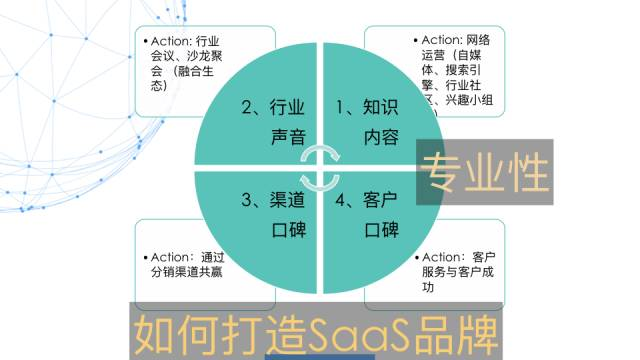 • Action: 行业
会议、沙龙聚
会 （融合生
态）
• Action: 网络
运营（自媒
体、搜索引
擎、行业社
区、兴趣小组
2、行业
声音
1、知识
内容
专业性
3、渠道
口碑
4、客户
口碑
• Action：通过
分销渠道共赢
• Action：客户
服务与客户成
功
如何打造SaaS品牌